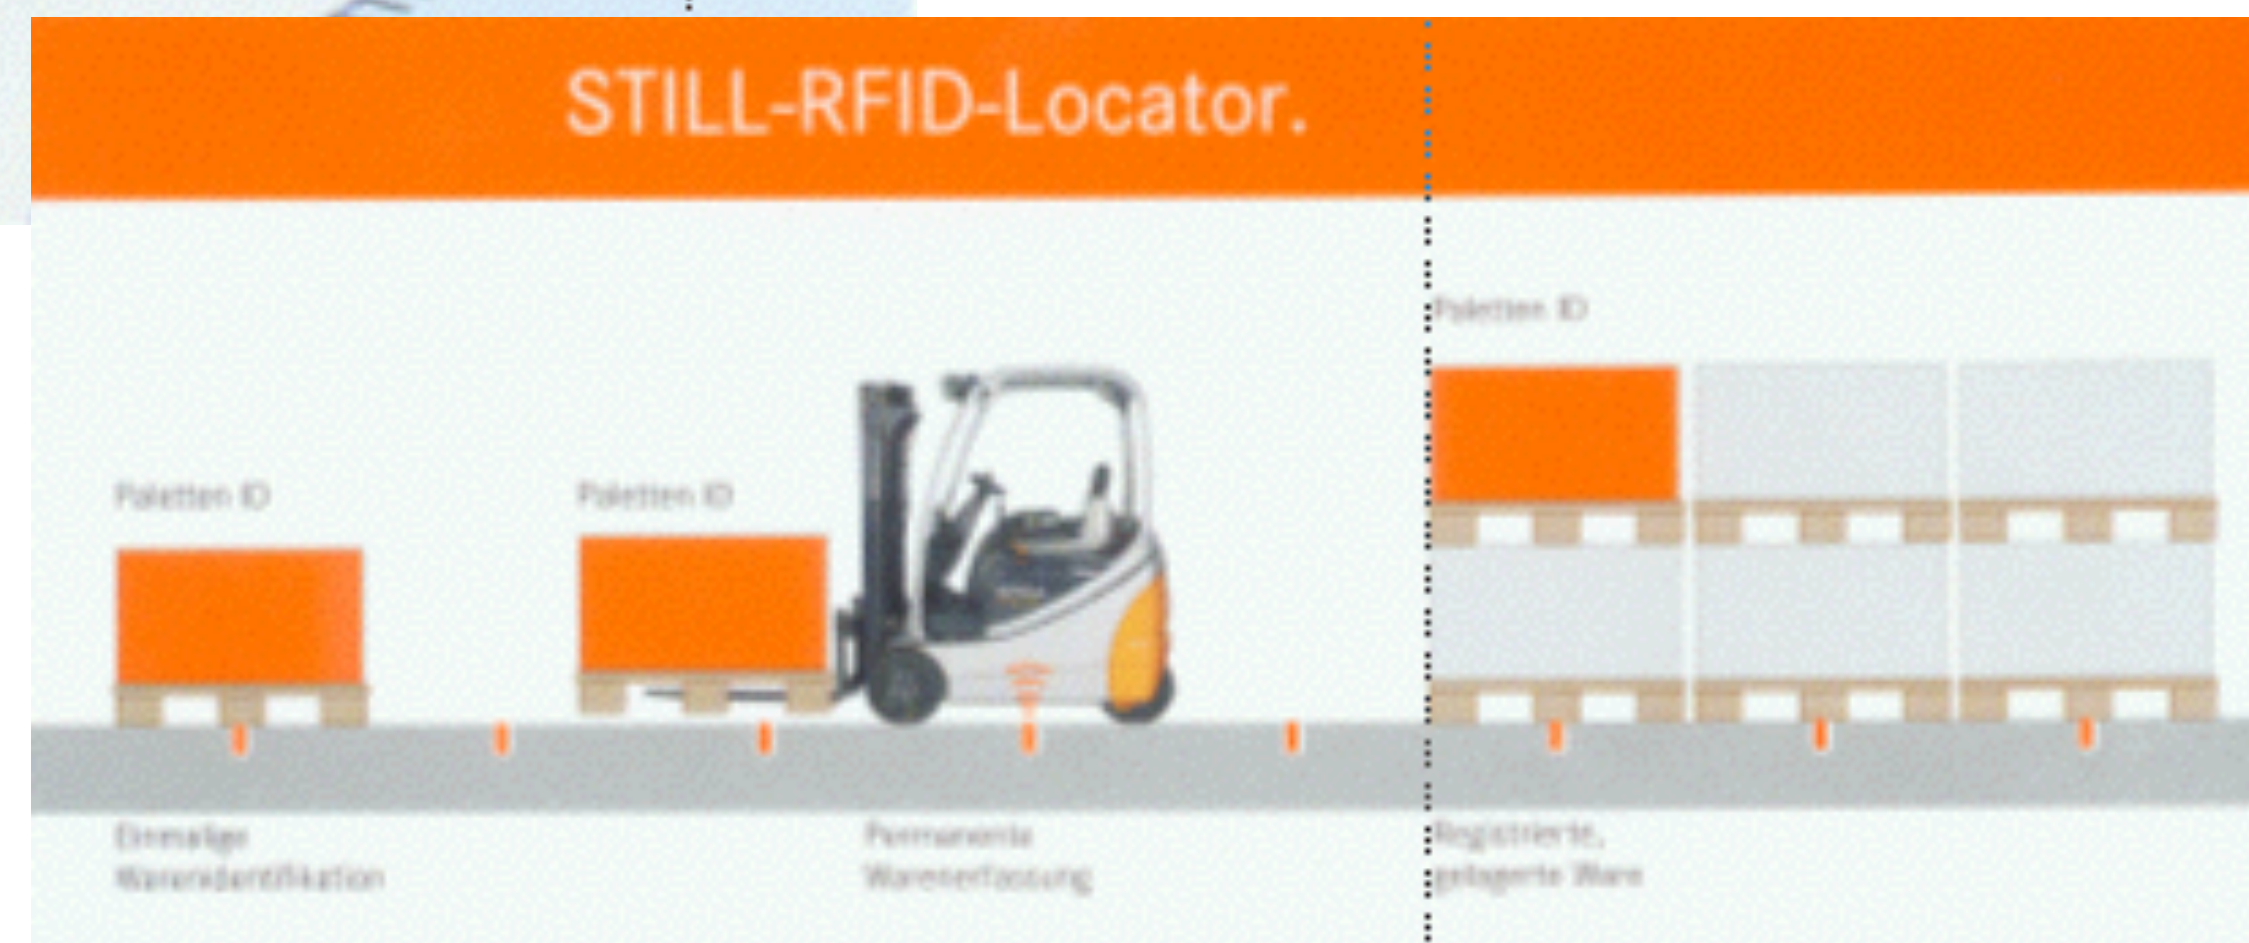 STILL-RFID-Locator.
Paletten ID
Paletten ID
Paletten ID
Einmalige
Warenidentifikation
Permanente
Warenerfassung
Registrierte,
gelagerte Ware